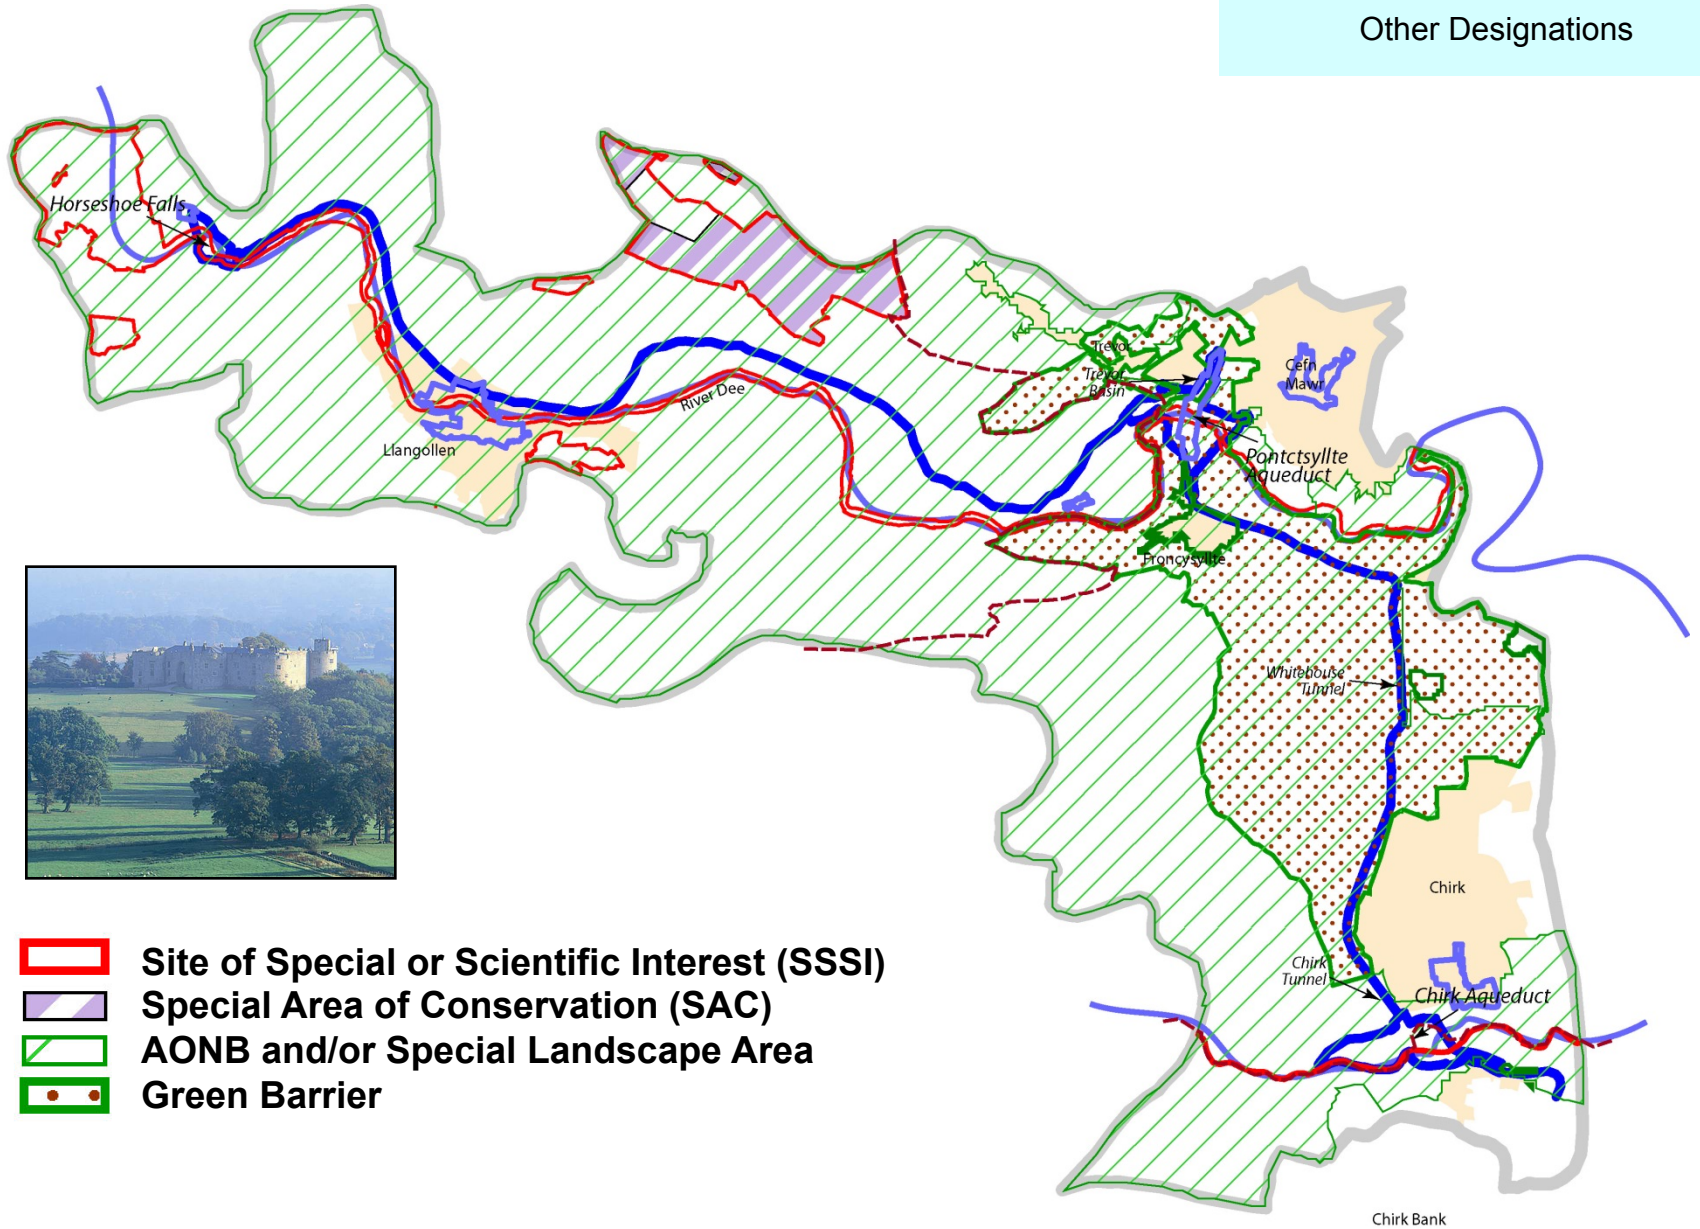 Other Designations
Horseshoe Falls
Trevor
Trevor
Basin
Cefn
Mawr
River Dee
Llangollen
Pontctsyllte
Aqueduct
Froncysyllte
Whitehouse
Tunnel
Chirk
Chirk
Tunnel
Chirk Aqueduct
Chirk Bank
Site of Special or Scientific Interest (SSSI)
Special Area of Conservation (SAC)
AONB and/or Special Landscape Area
Green Barrier